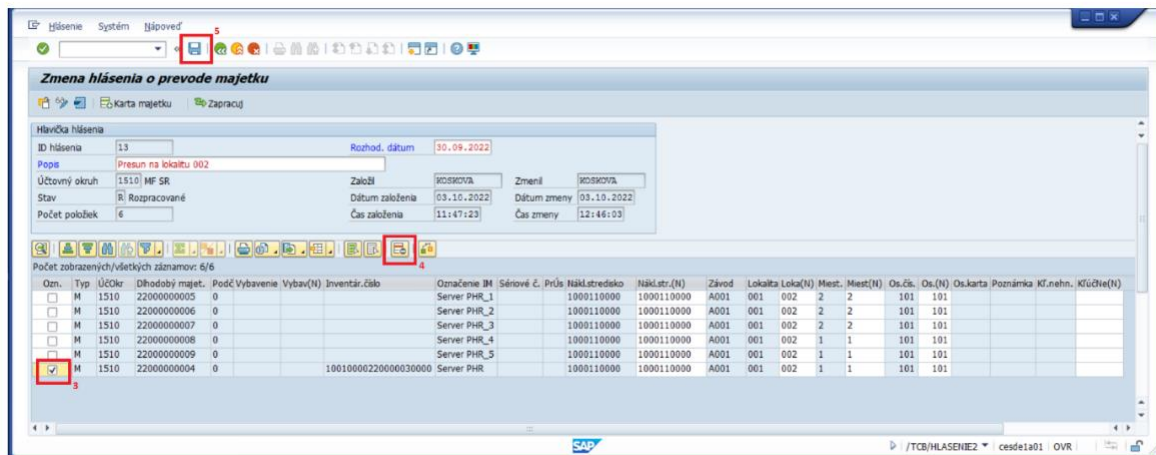 Hlásenie Systém Nápoveď
5
Zmena hlásenia o prevode majetku
Karta majetku Zapracuj
Hlavička hlásenia
ID hlásenia 13 Rozhod. dátum 30.09.2022
Popis Presun na lokalitu 002
Účtovný okruh 1510 MF SR Založil KOSKOVA Zmenil KOSKOVA
Stav R Rozpracované Dátum založenia 03.10.2022 Dátum zmeny 03.10.2022
Počet položiek 6 Čas založenia 11:47:23 Čas zmeny 12:46:03
4
Počet zobrazených/všetkých záznamov: 6/6
Ozn. Typ ÚčOkr Dlhodobý majet. Podč Vybavenie Vybav(N) Inventár.číslo Označenie IM Sériové č. PrÚs Nákl.stredisko Nákl.str.(N) Závod Lokalita Loka(N) Miest. Miest(N) Os.čís. Os.(N) Os.karta Poznámka Kľ.nehn. KľúčNe(N)
M 1510 22000000005 0 Server PHR_1 1000110000 1000110000 A001 001 002 2 2 101 101
M 1510 22000000006 0 Server PHR_2 1000110000 1000110000 A001 001 002 2 2 101 101
M 1510 22000000007 0 Server PHR_3 1000110000 1000110000 A001 001 002 2 2 101 101
M 1510 22000000008 0 Server PHR_4 1000110000 1000110000 A001 001 002 1 1 101 101
M 1510 22000000009 0 Server PHR_5 1000110000 1000110000 A001 001 002 1 1 101 101
M 1510 22000000004 0 10010000220000030000 Server PHR 1000110000 1000110000 A001 001 002 1 1 101 101
3
SAP /TCB/HLASENIE2 cesde1a01 OVR